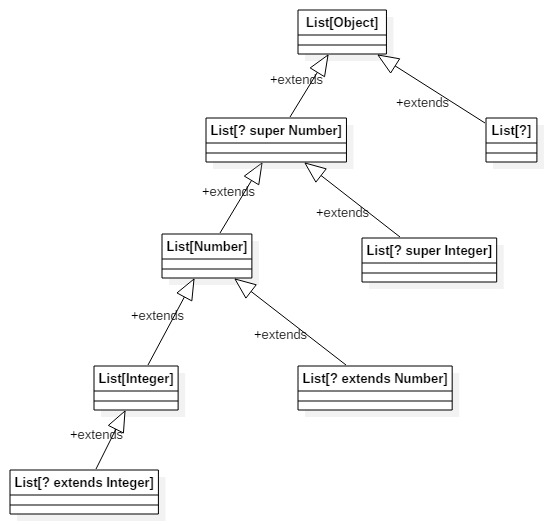 List[Object]
+extends
+extends
List[? super Number]
List[?]
+extends
+extends
List[Number]
List[? super Integer]
+extends
+extends
List[Integer]
List[? extends Number]
+extends
List[? extends Integer]